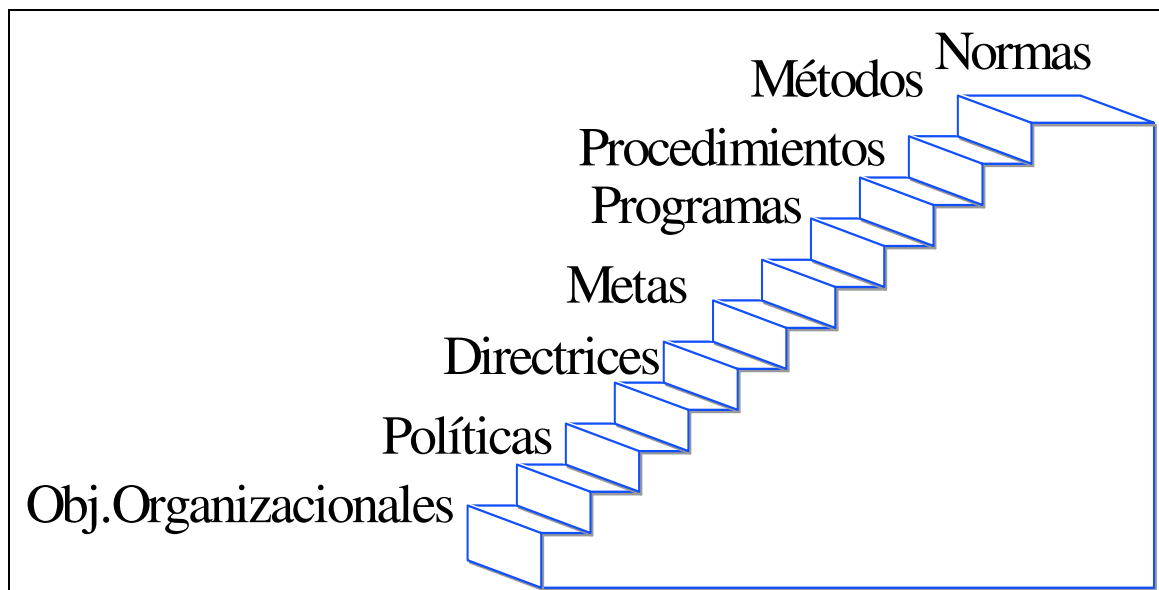 Normas
Métodos
Procedimientos
Programas
Metas
Directrices
Políticas
Obj.Organizacionales